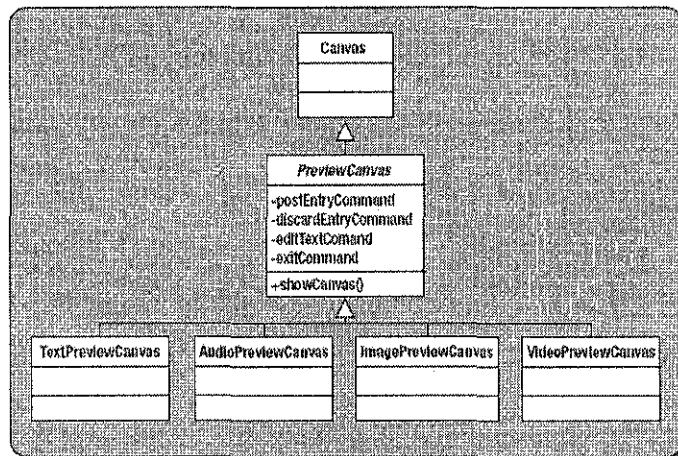 Canvas
PreviewCanvas
-postEntryCommand
-discardEntryCommand
-editTextComand
-exitCommand
+showCanvas()
TextPreviewCanvas
AudioPreviewCanvas
ImagePreviewCanvas
VideoPreviewCanvas